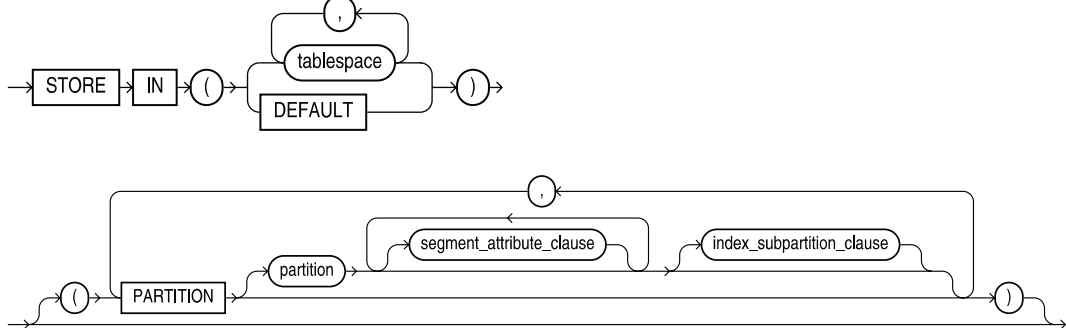 ,
tablespace
STORE IN ( )
DEFAULT
,
segment_attribute_clause index_subpartition_clause
partition
( PARTITION )